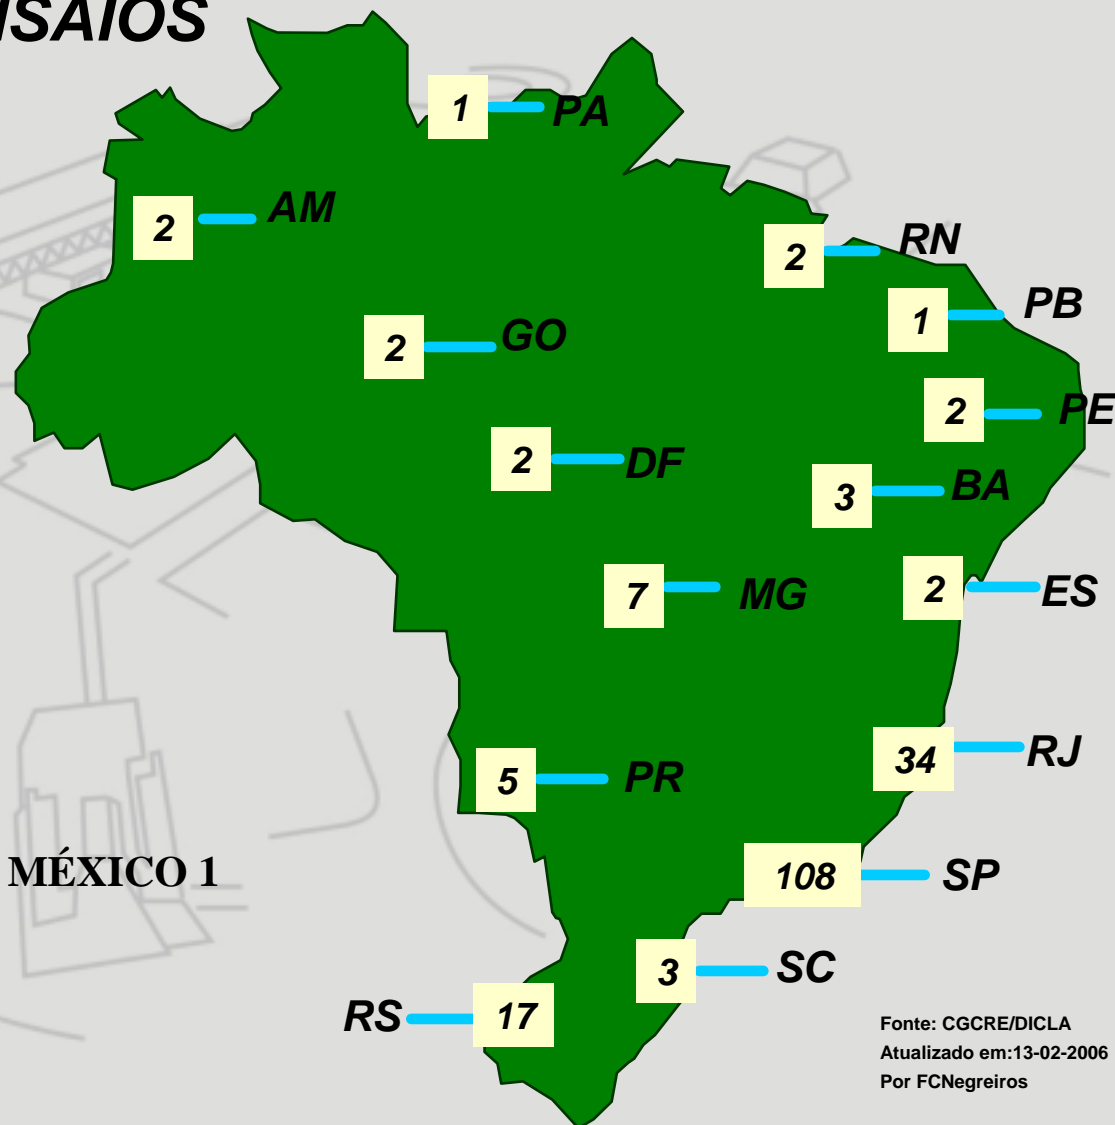 NSAIOS
1 PA
2 AM
2 RN
1 PB
2 GO
2 PE
2 DF
3 BA
7 MG
2 ES
34 RJ
5 PR
MÉXICO 1
108 SP
3 SC
RS 17
Fonte: CGCRE/DICLA
Atualizado em:13-02-2006
Por FCNegreiros